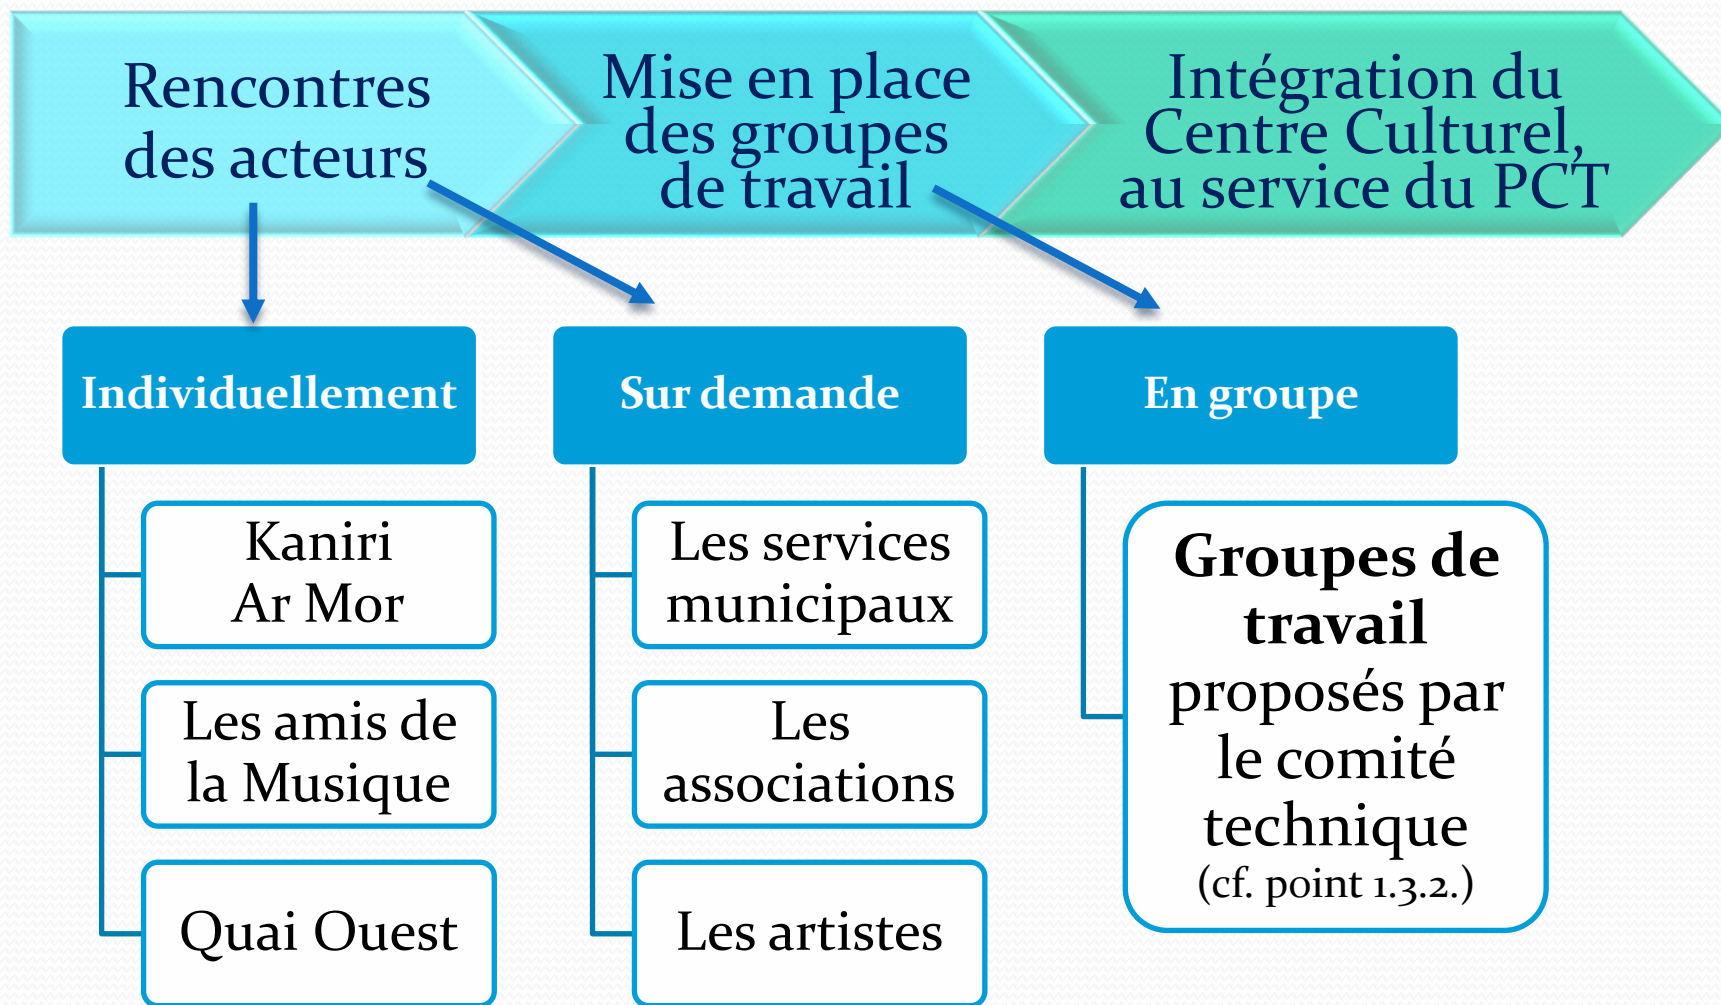 Rencontres
des acteurs
Mise en place
des groupes
de travail
Intégration du
Centre Culturel,
au service du PCT
Individuellement
Kaniri
Ar Mor
Les amis de
la Musique
Quai Ouest
Sur demande
Les services
municipaux
Les
associations
Les artistes
En groupe
Groupes de
travail
proposés par
le comité
technique
(cf. point 1.3.2.)